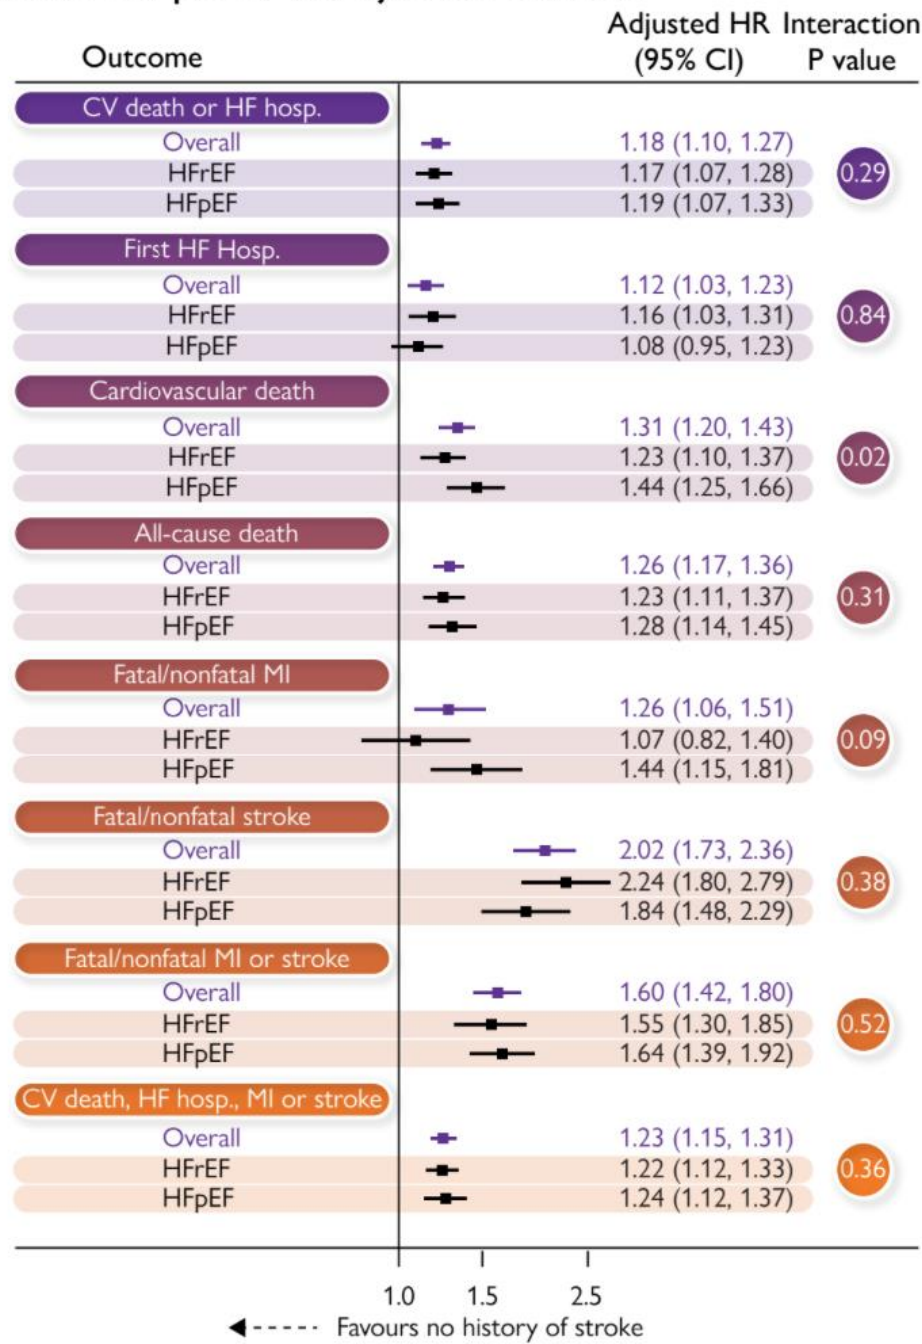 Adjusted HR Interaction
Outcome (95% CI) P value
CV death or HF hosp.
Overall 1.18 (1.10, 1.27)
HFrEF 1.17 (1.07, 1.28) 0.29
HFpEF 1.19 (1.07, 1.33)
First HF Hosp.
Overall 1.12 (1.03, 1.23)
HFrEF 1.16 (1.03, 1.31) 0.84
HFpEF 1.08 (0.95, 1.23)
Cardiovascular death
Overall 1.31 (1.20, 1.43)
HFrEF 1.23 (1.10, 1.37) 0.02
HFpEF 1.44 (1.25, 1.66)
All-cause death
Overall 1.26 (1.17, 1.36)
HFrEF 1.23 (1.11, 1.37) 0.31
HFpEF 1.28 (1.14, 1.45)
Fatal/nonfatal MI
Overall 1.26 (1.06, 1.51)
HFrEF 1.07 (0.82, 1.40) 0.09
HFpEF 1.44 (1.15, 1.81)
Fatal/nonfatal stroke
Overall 2.02 (1.73, 2.36)
HFrEF 2.24 (1.80, 2.79) 0.38
HFpEF 1.84 (1.48, 2.29)
Fatal/nonfatal MI or stroke
Overall 1.60 (1.42, 1.80)
HFrEF 1.55 (1.30, 1.85) 0.52
HFpEF 1.64 (1.39, 1.92)
CV death, HF hosp., MI or stroke
Overall 1.23 (1.15, 1.31)
HFrEF 1.22 (1.12, 1.33) 0.36
HFpEF 1.24 (1.12, 1.37)
1.0 1.5 2.5
Favours no history of stroke